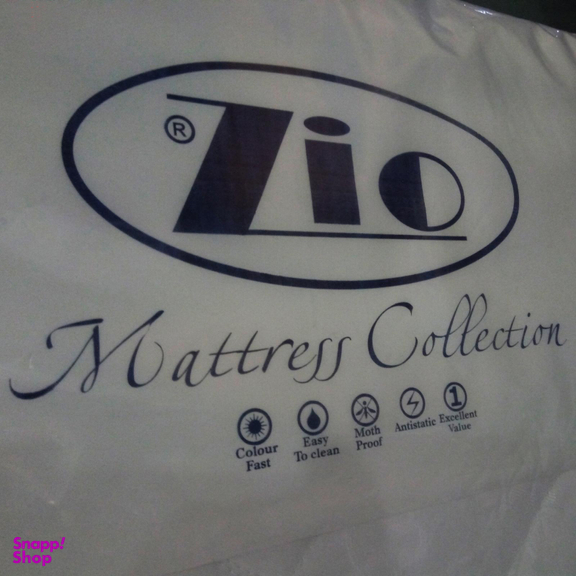 ® Zio
Mattress Collection
Colour Fast
Easy To clean
Moth Proof
Antistatic
1 Excellent Value
Snapp!
Shop